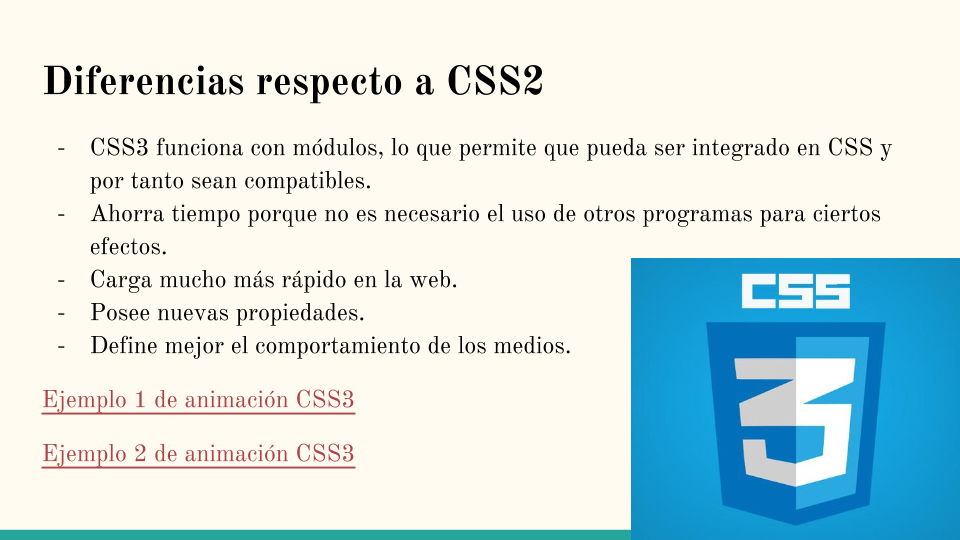 Diferencias respecto a CSS2
- CSS3 funciona con módulos, lo que permite que pueda ser integrado en CSS y
por tanto sean compatibles.
- Ahorra tiempo porque no es necesario el uso de otros programas para ciertos
efectos.
- Carga mucho más rápido en la web.
- Posee nuevas propiedades.
- Define mejor el comportamiento de los medios.
Ejemplo 1 de animación CSS3
Ejemplo 2 de animación CSS3
CSS
3